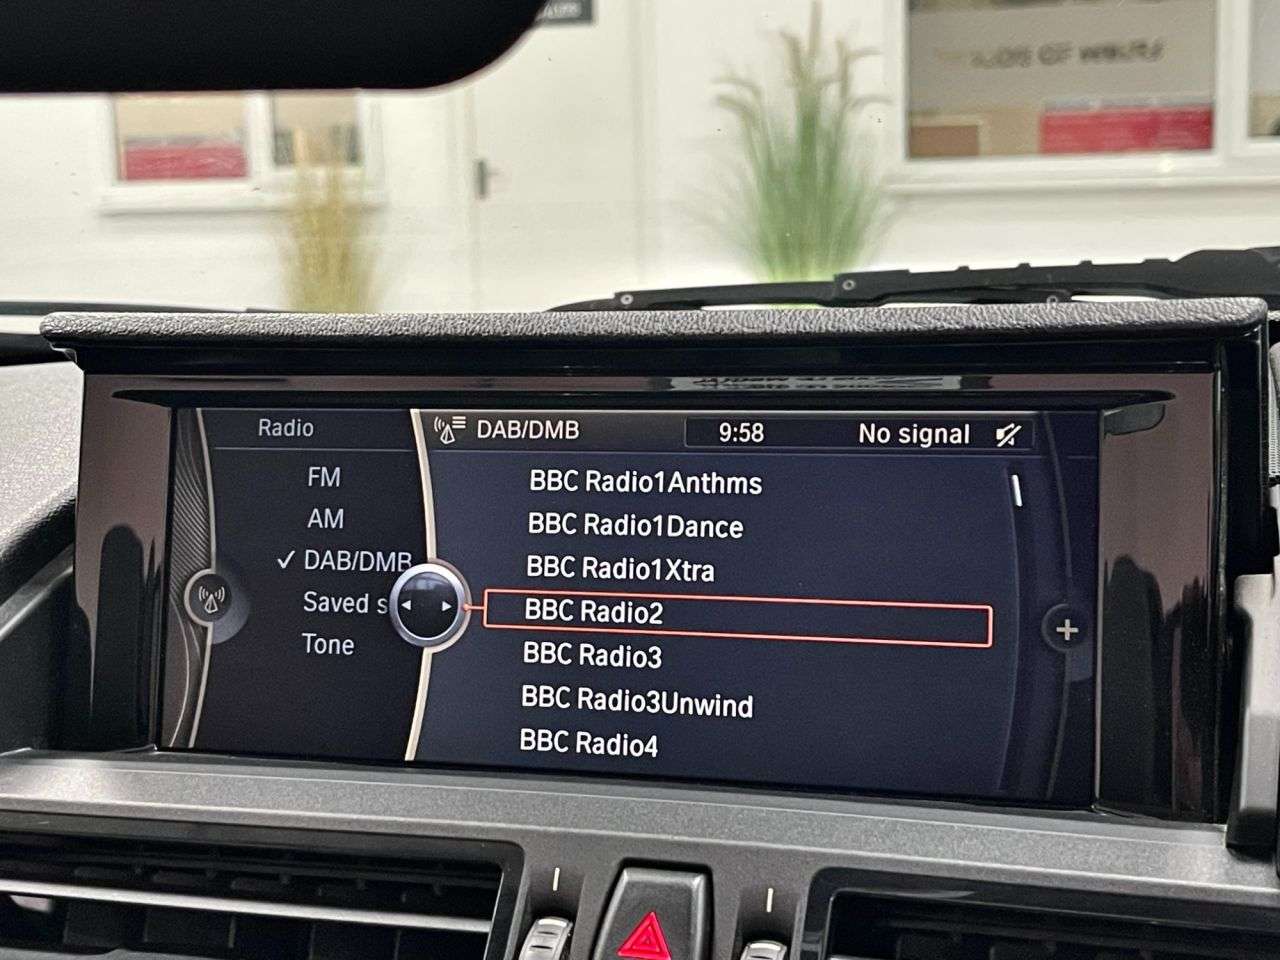 Radio
DAB/DMB
9:58
No signal
FM
AM
✓ DAB/DMB
Saved s
Tone
BBC Radio1Anthms
BBC Radio1Dance
BBC Radio1Xtra
BBC Radio2
BBC Radio3
BBC Radio3Unwind
BBC Radio4
+